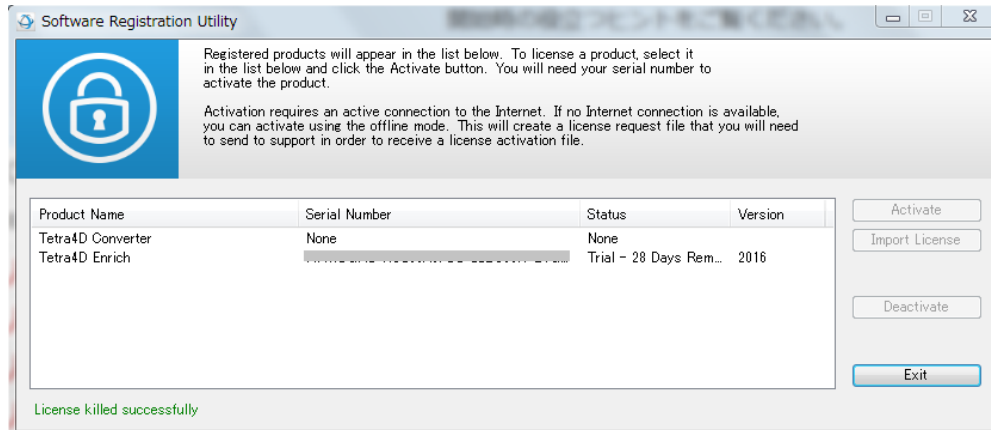 Software Registration Utility
Registered products will appear in the list below. To license a product, select it
in the list below and click the Activate button. You will need your serial number to
activate the product.
Activation requires an active connection to the Internet. If no Internet connection is available,
you can activate using the offline mode. This will create a license request file that you will need
to send to support in order to receive a license activation file.
Product Name Serial Number Status Version
Tetra4D Converter None None
Tetra4D Enrich Trial - 28 Days Rem... 2016
Activate
Import License
Deactivate
Exit
License killed successfully